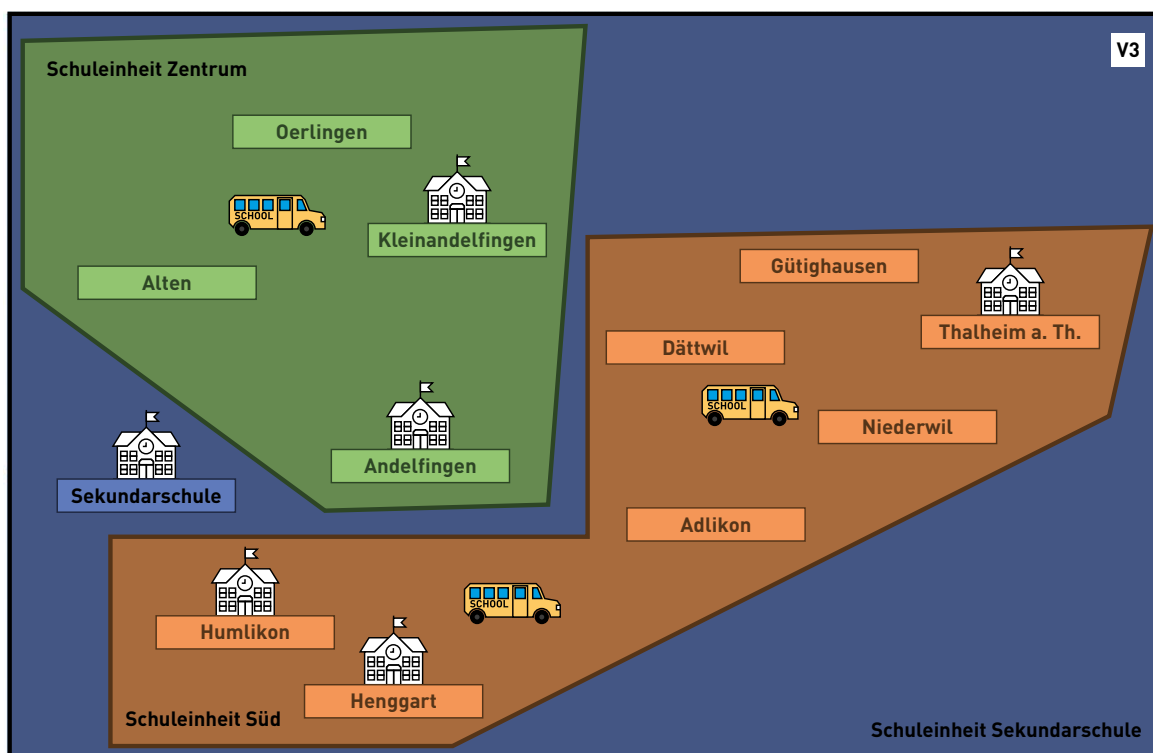 V3
Schuleinheit Zentrum
Oerlingen
SCHOOL
Kleinandelfingen
Alten
Gütighausen
Thalheim a. Th.
Dättwil
SCHOOL
Niederwil
Andelfingen
Sekundarschule
Adlikon
SCHOOL
Humlikon
Henggart
Schuleinheit Süd
Schuleinheit Sekundarschule